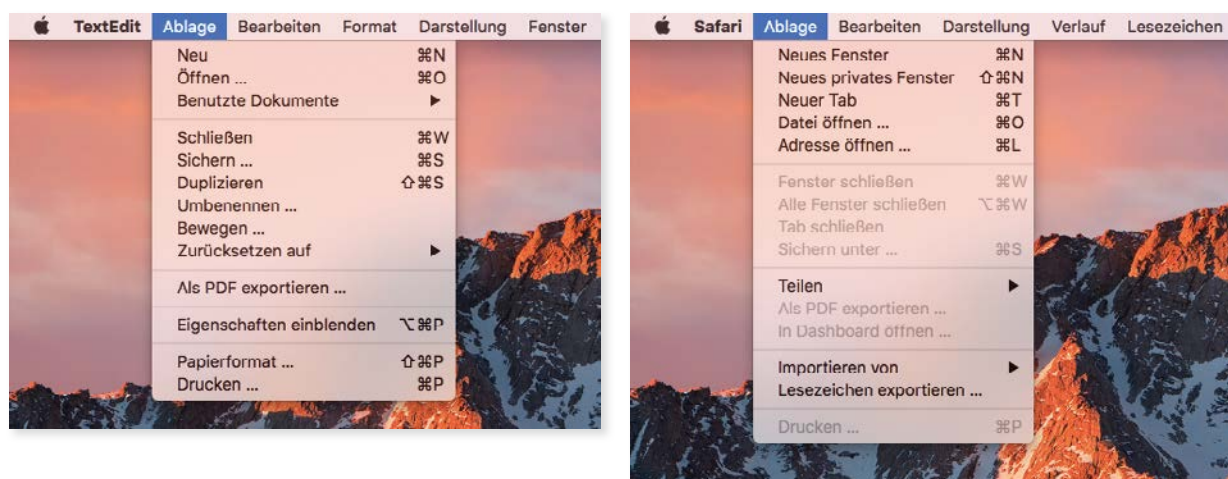 TextEdit Ablage Bearbeiten Format Darstellung Fenster
Neu ⌘N
Öffnen ... ⌘O
Benutzte Dokumente ▶
Schließen ⌘W
Sichern ... ⌘S
Duplizieren ⇧⌘S
Umbenennen ...
Bewegen ...
Zurücksetzen auf ▶
Als PDF exportieren ...
Eigenschaften einblenden ⌥⌘P
Papierformat ... ⇧⌘P
Drucken ... ⌘P
Safari Ablage Bearbeiten Darstellung Verlauf Lesezeichen
Neues Fenster ⌘N
Neues privates Fenster ⇧⌘N
Neuer Tab ⌘T
Datei öffnen ... ⌘O
Adresse öffnen ... ⌘L
Fenster schließen ⌘W
Alle Fenster schließen ⌥⌘W
Tab schließen
Sichern unter ... ⌘S
Teilen ▶
Als PDF exportieren ...
In Dashboard öffnen ...
Importieren von ▶
Lesezeichen exportieren ...
Drucken ... ⌘P